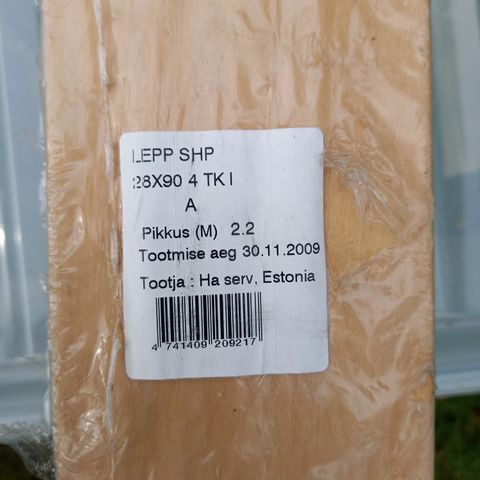 LEPP SHP
28X90 4 TK I
A
Pikkus (M) 2.2
Tootmise aeg 30.11.2009
Tootja : Ha serv, Estonia
4 741409 209217